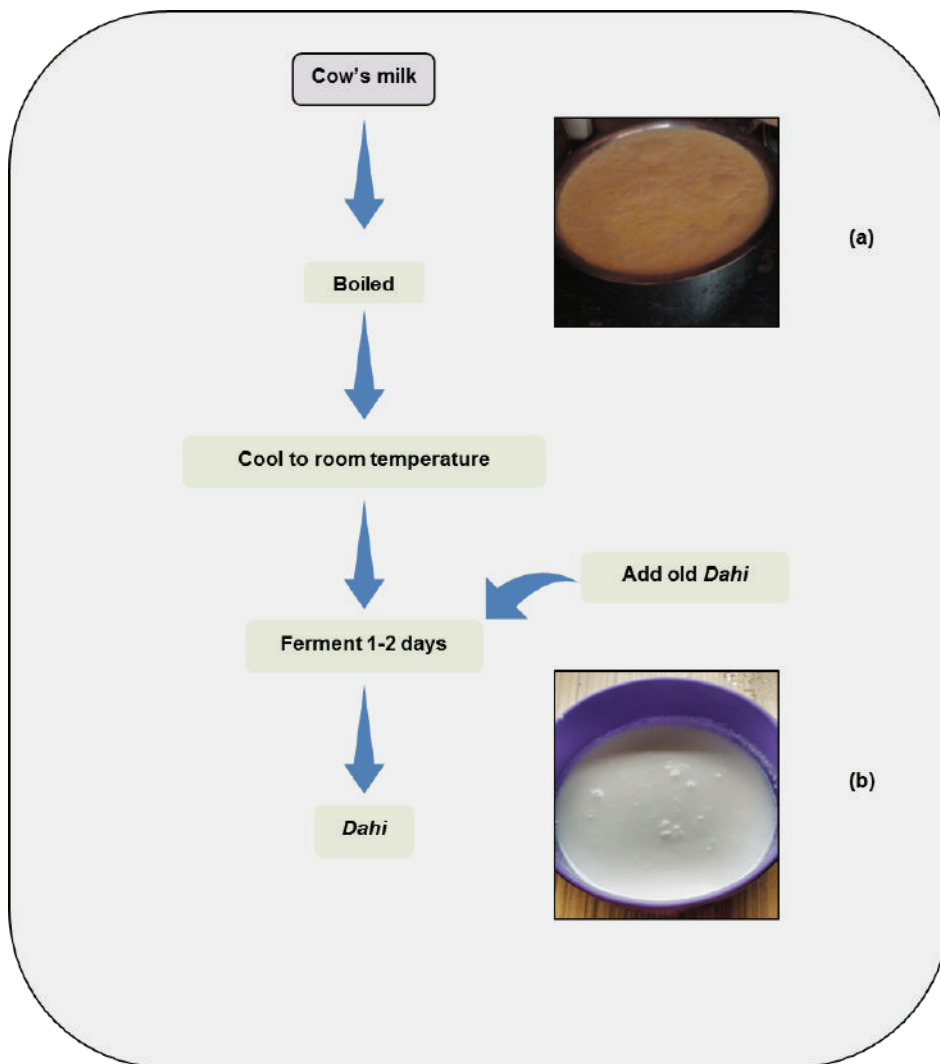 Cow's milk
(a)
Boiled
Cool to room temperature
Add old Dahi
Ferment 1-2 days
(b)
Dahi